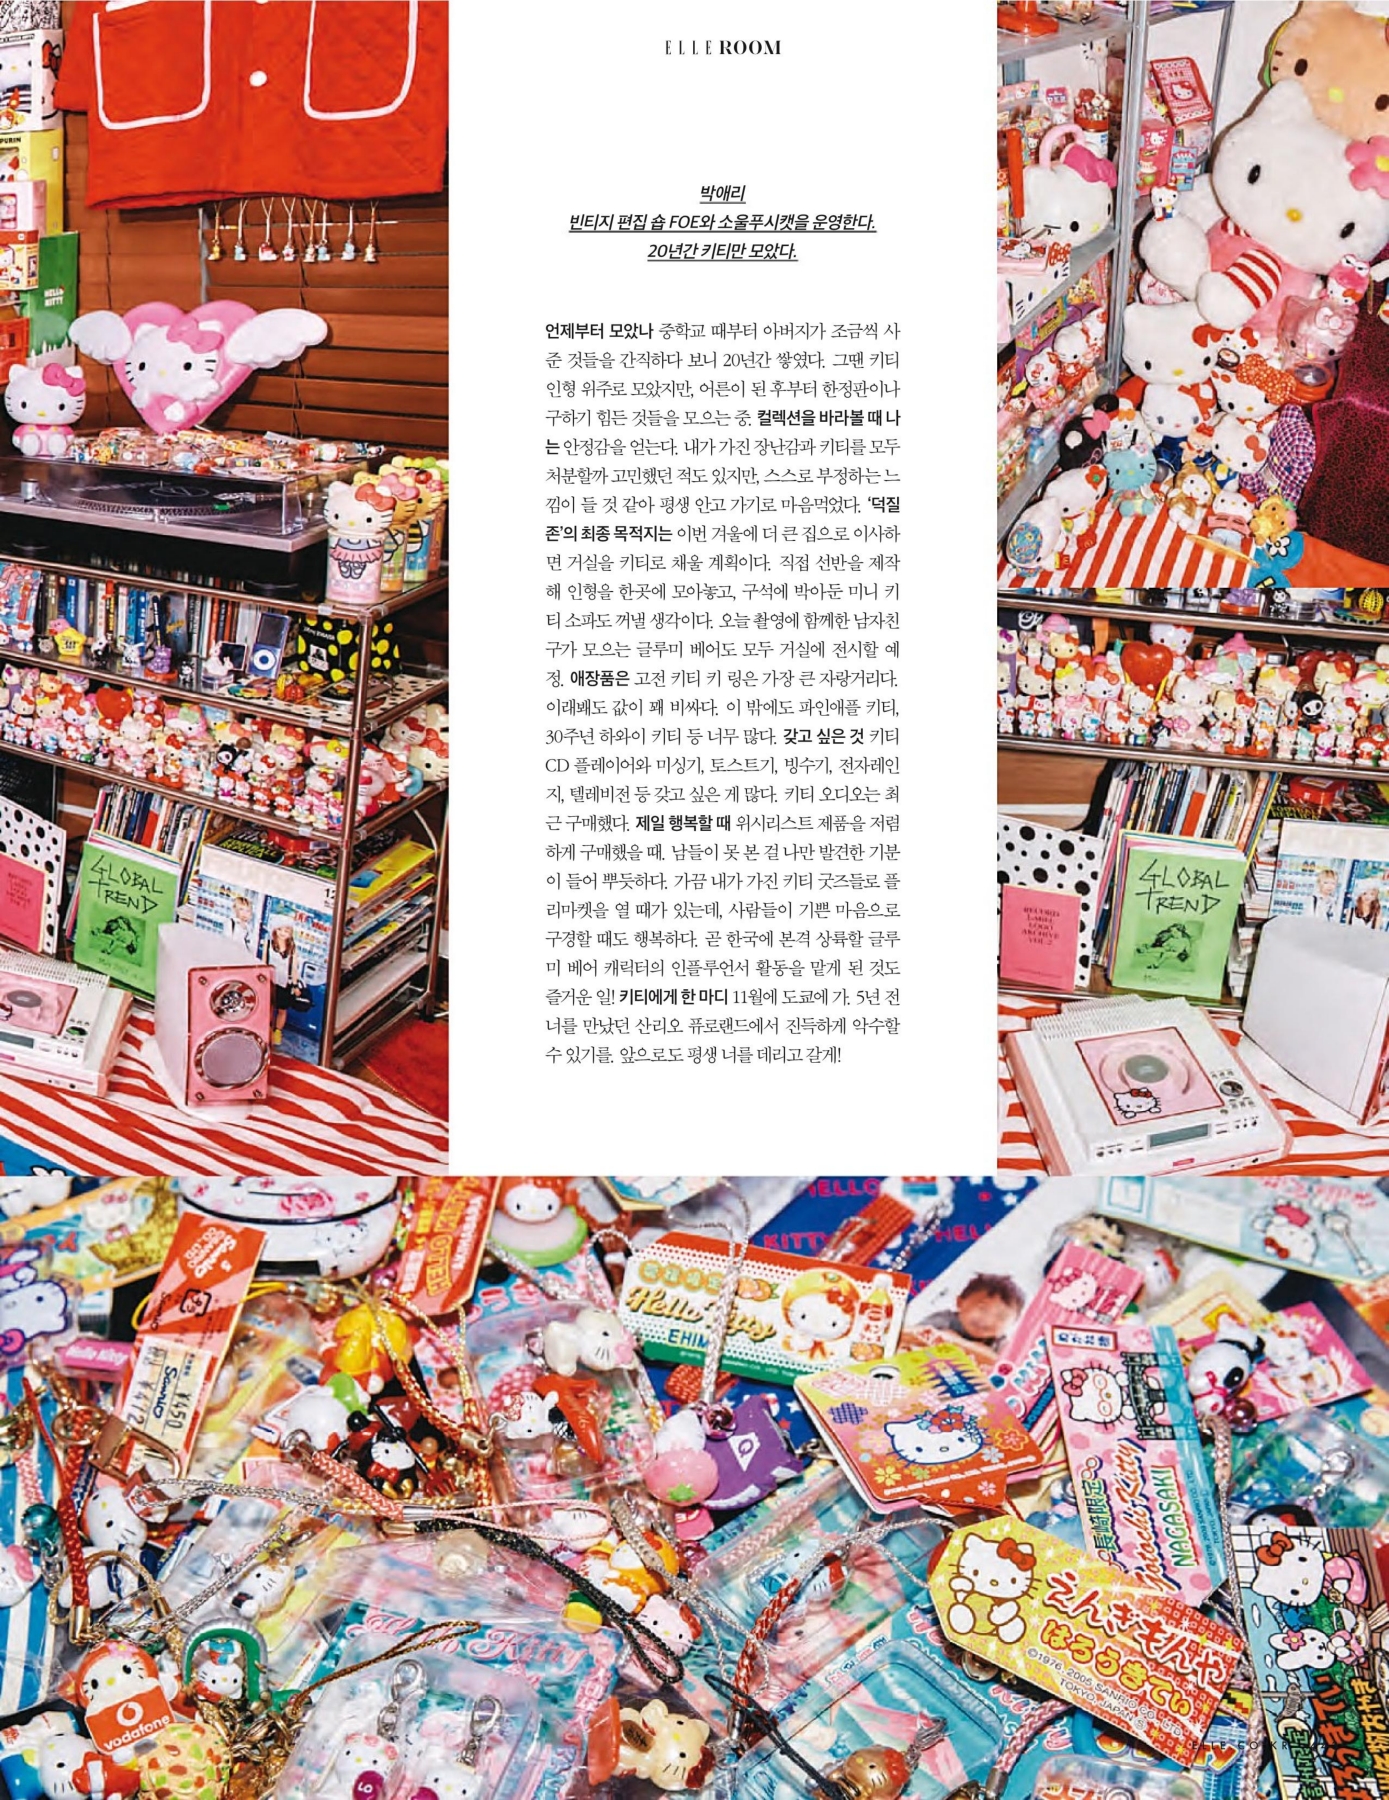 ELLE ROOM
박애리
빈티지 편집 숍 FOE와 소울푸시캣을 운영한다.
20년간 키티만 모았다.
언제부터 모았나 중학교 때부터 아버지가 조금씩 사
준 것들을 간직하다 보니 20년간 쌓였다. 그땐 키티
인형 위주로 모았지만, 어른이 된 후부터 한정판이나
구하기 힘든 것들을 모으는 중. 컬렉션을 바라볼 때 나
는 안정감을 얻는다. 내가 가진 장난감과 키티를 모두
처분할까 고민했던 적도 있지만, 스스로 부정하는 느
낌이 들 것 같아 평생 안고 가기로 마음먹었다. ‘덕질
존’의 최종 목적지는 이번 겨울에 더 큰 집으로 이사하
면 거실을 키티로 채울 계획이다. 직접 선반을 제작
해 인형을 한곳에 모아놓고, 구석에 박아둔 미니 키
티 소파도 꺼낼 생각이다. 오늘 촬영에 함께한 남자친
구가 모으는 글루미 베어도 모두 거실에 전시할 예
정. 애장품은 고전 키티 키 링은 가장 큰 자랑거리다.
이래봬도 값이 꽤 비싸다. 이 밖에도 파인애플 키티,
30주년 하와이 키티 등 너무 많다. 갖고 싶은 것 키티
CD 플레이어와 미싱기, 토스트기, 빙수기, 전자레인
지, 텔레비전 등 갖고 싶은 게 많다. 키티 오디오는 최
근 구매했다. 제일 행복할 때 위시리스트 제품을 저렴
하게 구매했을 때. 남들이 못 본 걸 나만 발견한 기분
이 들어 뿌듯하다. 가끔 내가 가진 키티 굿즈들로 플
리마켓을 열 때가 있는데, 사람들이 기쁜 마음으로
구경할 때도 행복하다. 곧 한국에 본격 상륙할 글루
미 베어 캐릭터의 인플루언서 활동을 맡게 된 것도
즐거운 일! 키티에게 한 마디 11월에 도쿄에 가. 5년 전
너를 만났던 산리오 퓨로랜드에서 진득하게 악수할
수 있기를. 앞으로도 평생 너를 데리고 갈게!
HELLO
KITTY
GLOBAL
TREND
GLOBAL
TREND
RECORD
LABEL
LOGO
ARCHIVE
VOL.2
Sanrio
¥450
Hello Kitty
EHIM
長崎限定
Gotochi Kitty
NAGASAKI
えんぎもんや
はろうきてぃ
©1976, 2005 SANRIO CO., LTD.
TOKYO, JAPAN
Hello Kitty
vodafone